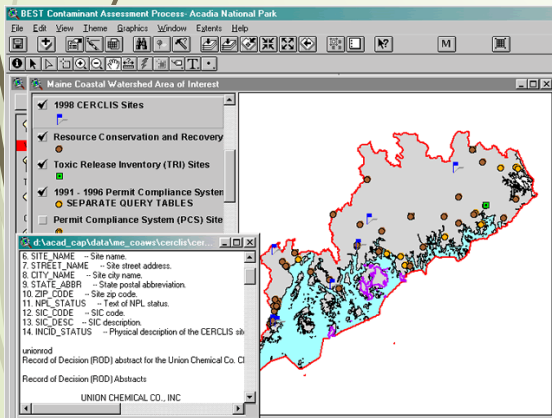 BEST Contaminant Assessment Process- Acadia National Park
File Edit View Theme Graphics Window Extents Help
M
T
Maine Coastal Watershed Area of Interest
1998 CERCLIS Sites
Resource Conservation and Recovery
Toxic Release Inventory (TRI) Sites
1991 - 1996 Permit Compliance System
SEPARATE QUERY TABLES
Permit Compliance System (PCS) Site
d:\acad_cap\data\me_coaws\cerclis\cer...
6. SITE_NAME -- Site name.
7. STREET_NAME -- Site street address.
8. CITY_NAME -- Site city name.
9. STATE_ABBR -- State postal abbreviation.
10. ZIP_CODE -- Site zip code.
11. NPL_STATUS -- Text of NPL status.
12. SIC_CODE -- SIC code.
13. SIC_DESC -- SIC description.
14. INCID_STATUS -- Physical description of the CERCLIS site
unionrod
Record of Decision (ROD) abstract for the Union Chemical Co.
Record of Decision (ROD) Abstracts
UNION CHEMICAL CO., INC